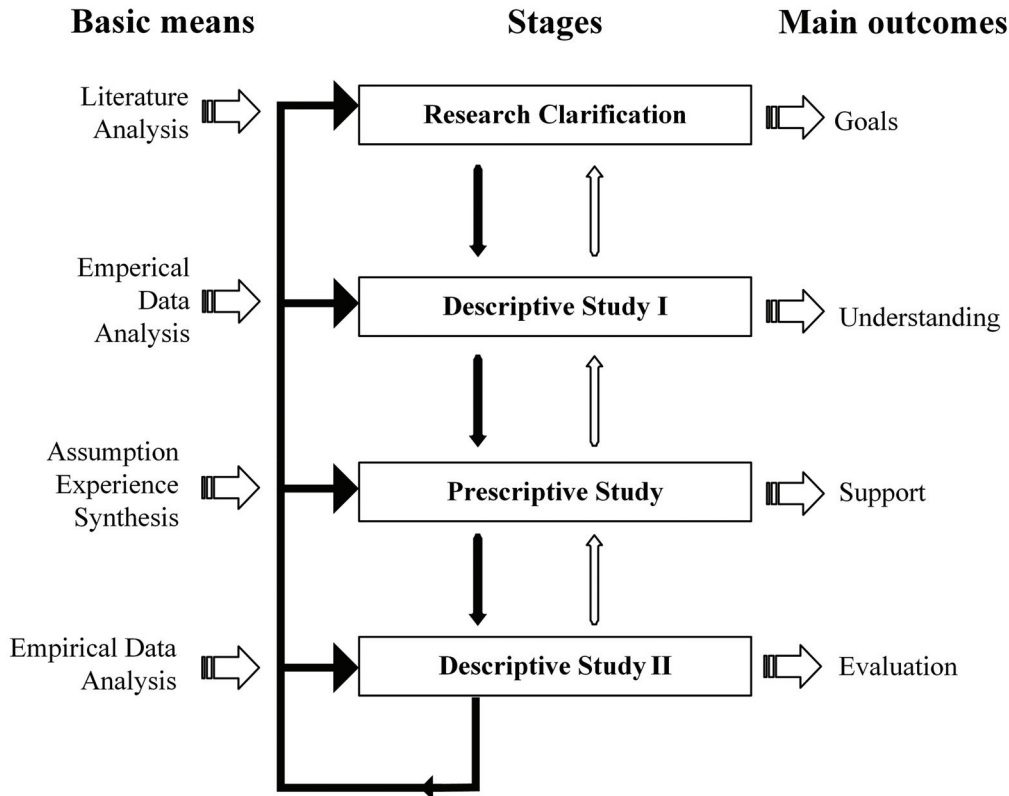 Basic means
Stages
Main outcomes
Literature
Analysis
Research Clarification
Goals
Emperical
Data
Analysis
Descriptive Study I
Understanding
Assumption
Experience
Synthesis
Prescriptive Study
Support
Empirical Data
Analysis
Descriptive Study II
Evaluation